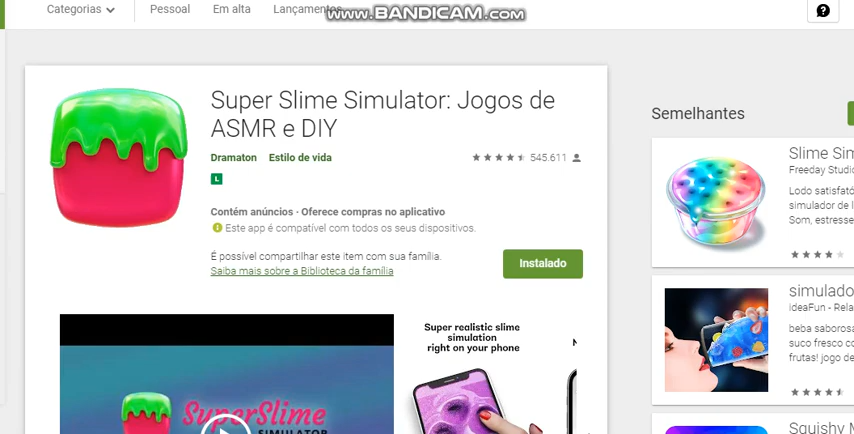 Categorias
Pessoal
Em alta
Lançamentos
www.BANDICAM.com
Super Slime Simulator: Jogos de
ASMR e DIY
Dramaton Estilo de vida
545.611
L
Contém anúncios · Oferece compras no aplicativo
Este app é compatível com todos os seus dispositivos.
É possível compartilhar este item com sua família.
Saiba mais sobre a Biblioteca da família
Instalado
Super realistic slime
simulation
right on your phone
SuperSlime
SIMULATOR
Semelhantes
Slime Sim
Freeday Studio
Lodo satisfató
simulador de l
Som, estresse
simulado
IdeaFun - Rela
beba saborosa
suco fresco co
frutas! jogo de
Squishy M